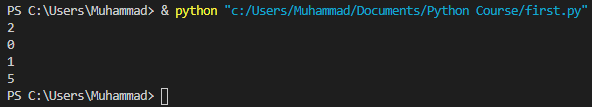 PS C:\Users\Muhammad> & python "c:/Users/Muhammad/Documents/Python Course/first.py"
2
0
1
5
PS C:\Users\Muhammad>